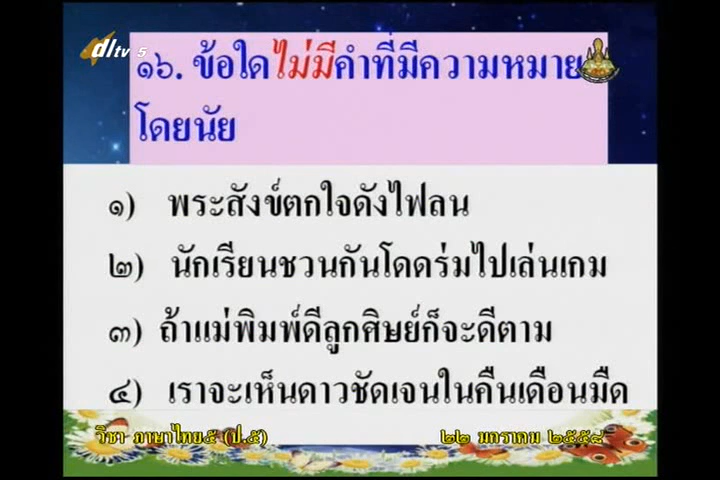 dltv 5
๑๖. ข้อใดไม่มีคำที่มีความหมาย
โดยนัย
๑) พระสังข์ตกใจดังไฟลน
๒) นักเรียนชวนกันโดดร่มไปเล่นเกม
๓) ถ้าแม่พิมพ์ดีลูกศิษย์ก็จะดีตาม
๔) เราจะเห็นดาวชัดเจนในคืนเดือนมืด
วิชา ภาษาไทย๕ (ป.๕)
๒๒ มกราคม ๒๕๕๘